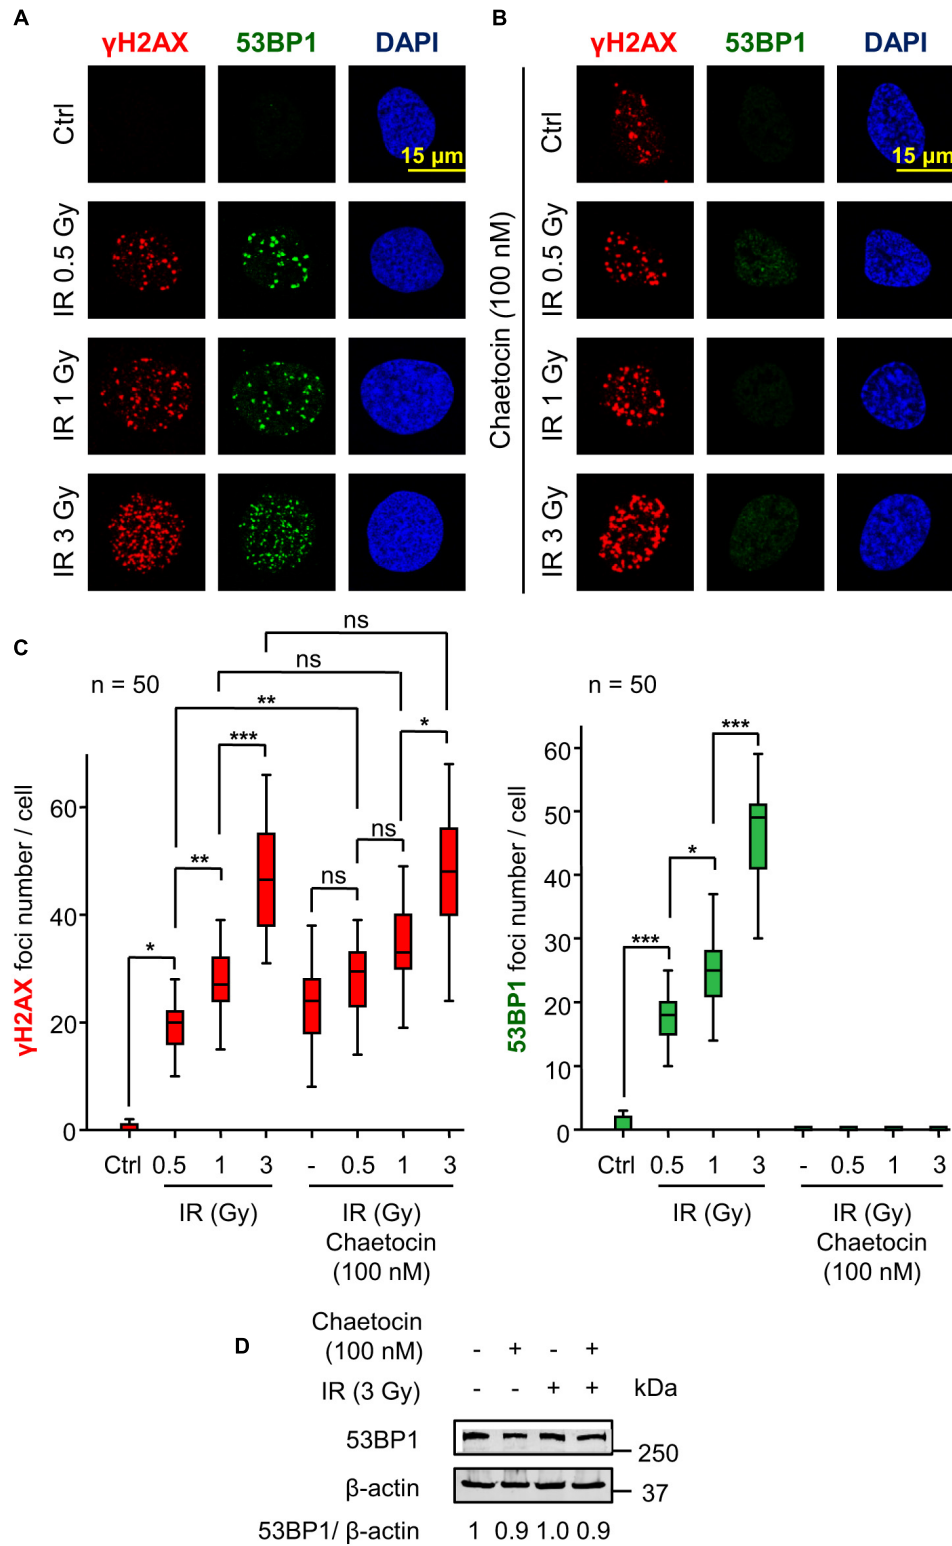 A
γH2AX 53BP1 DAPI
Ctrl
15 µm
IR 0.5 Gy
IR 1 Gy
IR 3 Gy
B
γH2AX 53BP1 DAPI
Chaetocin (100 nM)
Ctrl
15 µm
IR 0.5 Gy
IR 1 Gy
IR 3 Gy
C
n = 50
ns
ns
**
***
*
ns
**
ns
*
γH2AX foci number / cell
60
40
20
0
Ctrl 0.5 1 3 - 0.5 1 3
IR (Gy) IR (Gy)
Chaetocin
(100 nM)
n = 50
***
*
***
53BP1 foci number / cell
60
50
40
30
20
10
0
Ctrl 0.5 1 3 - 0.5 1 3
IR (Gy) IR (Gy)
Chaetocin
(100 nM)
D
Chaetocin
(100 nM) - + - +
IR (3 Gy) - - + + kDa
53BP1 250
β-actin 37
53BP1/ β-actin 1 0.9 1.0 0.9